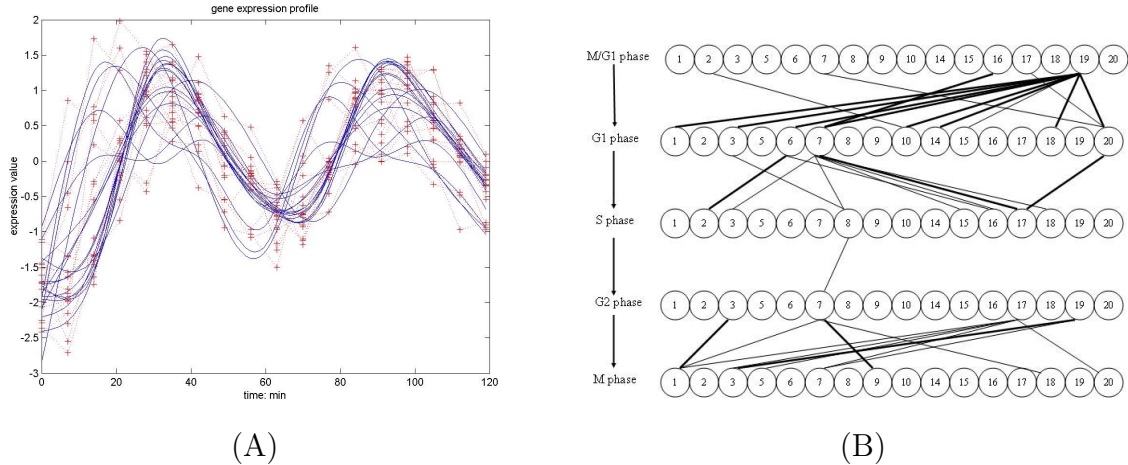 gene expression profile
2
1.5
1
0.5
0
-0.5
-1
-1.5
-2
-2.5
-3
expression value
0 20 40 60 80 100 120
time: min
(A)
M/G1 phase 1 2 3 5 6 7 8 9 10 14 15 16 17 18 19 20
G1 phase 1 2 3 5 6 7 8 9 10 14 15 16 17 18 19 20
S phase 1 2 3 5 6 7 8 9 10 14 15 16 17 18 19 20
G2 phase 1 2 3 5 6 7 8 9 10 14 15 16 17 18 19 20
M phase 1 2 3 5 6 7 8 9 10 14 15 16 17 18 19 20
(B)